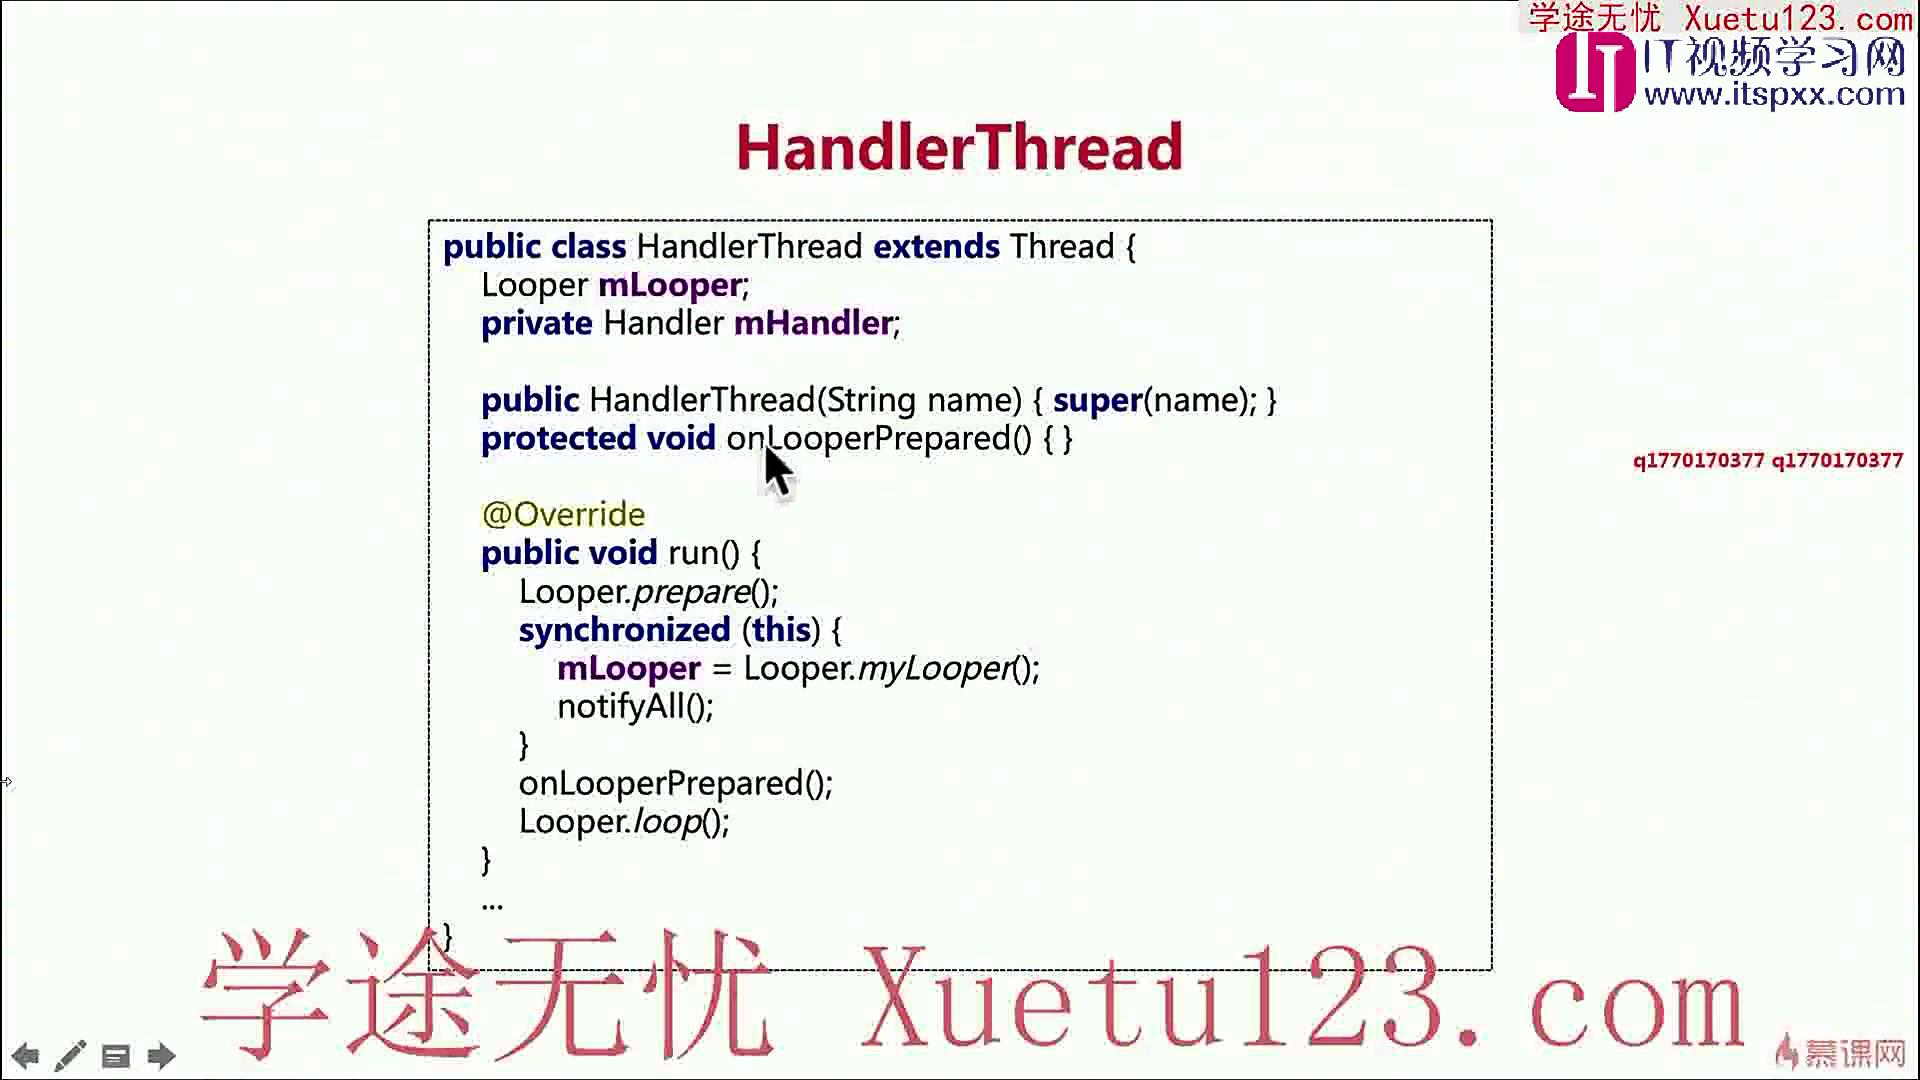 学途无忧 Xuetu123.com
IT视频学习网
www.itspxx.com
HandlerThread
public class HandlerThread extends Thread {
Looper mLooper;
private Handler mHandler;
public HandlerThread(String name) { super(name); }
protected void onLooperPrepared() { }
q1770170377 q1770170377
@Override
public void run() {
Looper.prepare();
synchronized (this) {
mLooper = Looper.myLooper();
notifyAll();
}
onLooperPrepared();
Looper.loop();
}
...
}
学途无忧 Xuetu123.com
慕课网